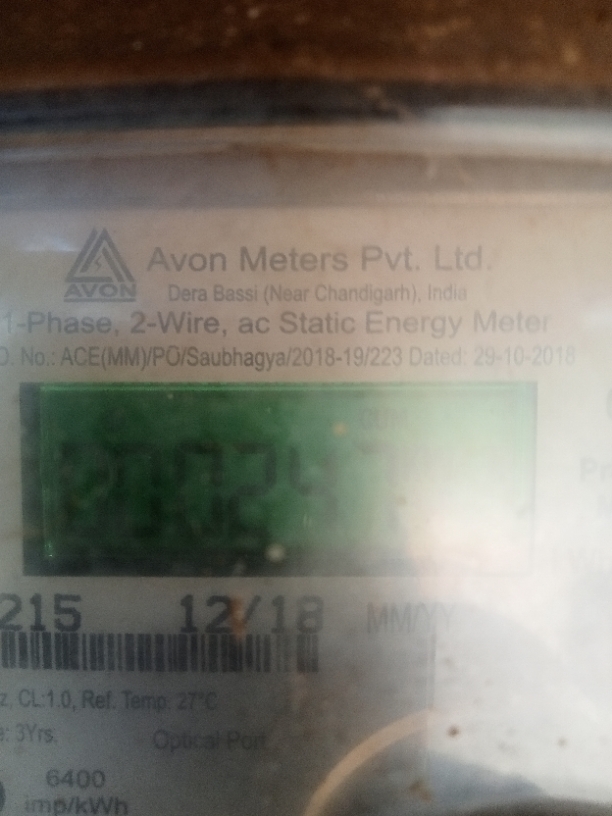 AVON
Avon Meters Pvt. Ltd.
Dera Bassi (Near Chandigarh), India
1-Phase, 2-Wire, ac Static Energy Meter
O. No.: ACE(MM)/PO/Saubhagya/2018-19/223 Dated: 29-10-2018
215 12/18 MM/YY
z, CL:1.0, Ref. Temp: 27°C
e: 3Yrs. Optical Port
6400
imp/kWh